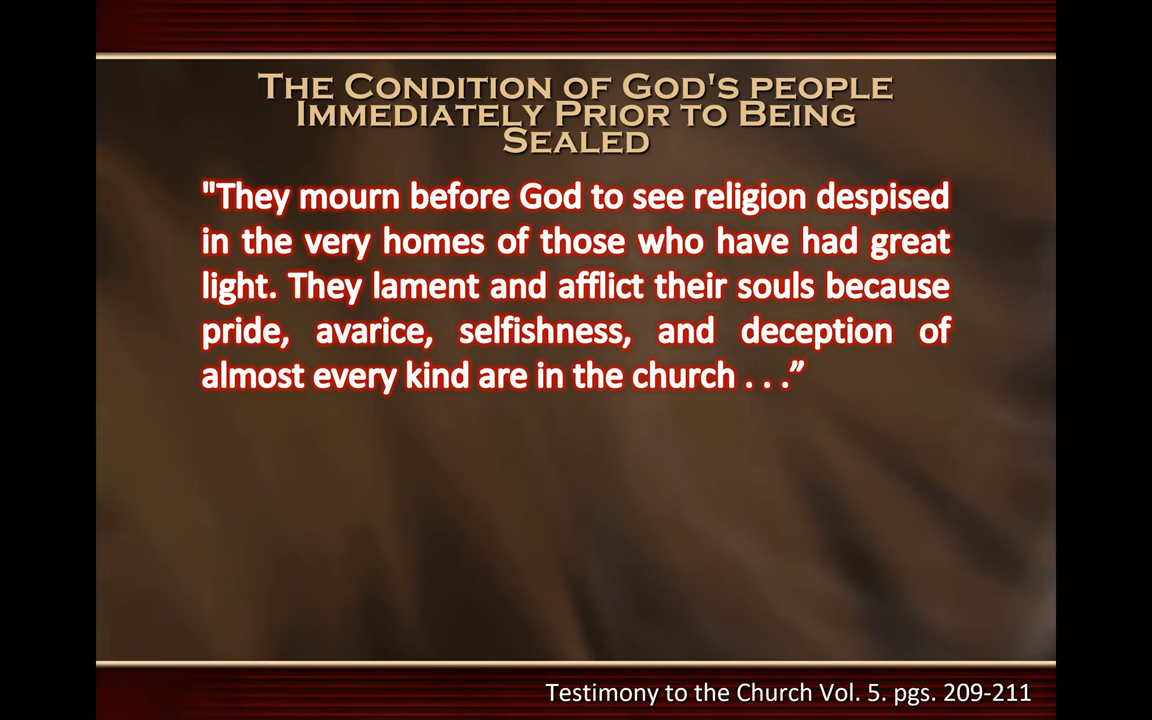 The Condition of God's people
Immediately Prior to Being
Sealed
"They mourn before God to see religion despised
in the very homes of those who have had great
light. They lament and afflict their souls because
pride, avarice, selfishness, and deception of
almost every kind are in the church . . .”
Testimony to the Church Vol. 5. pgs. 209-211